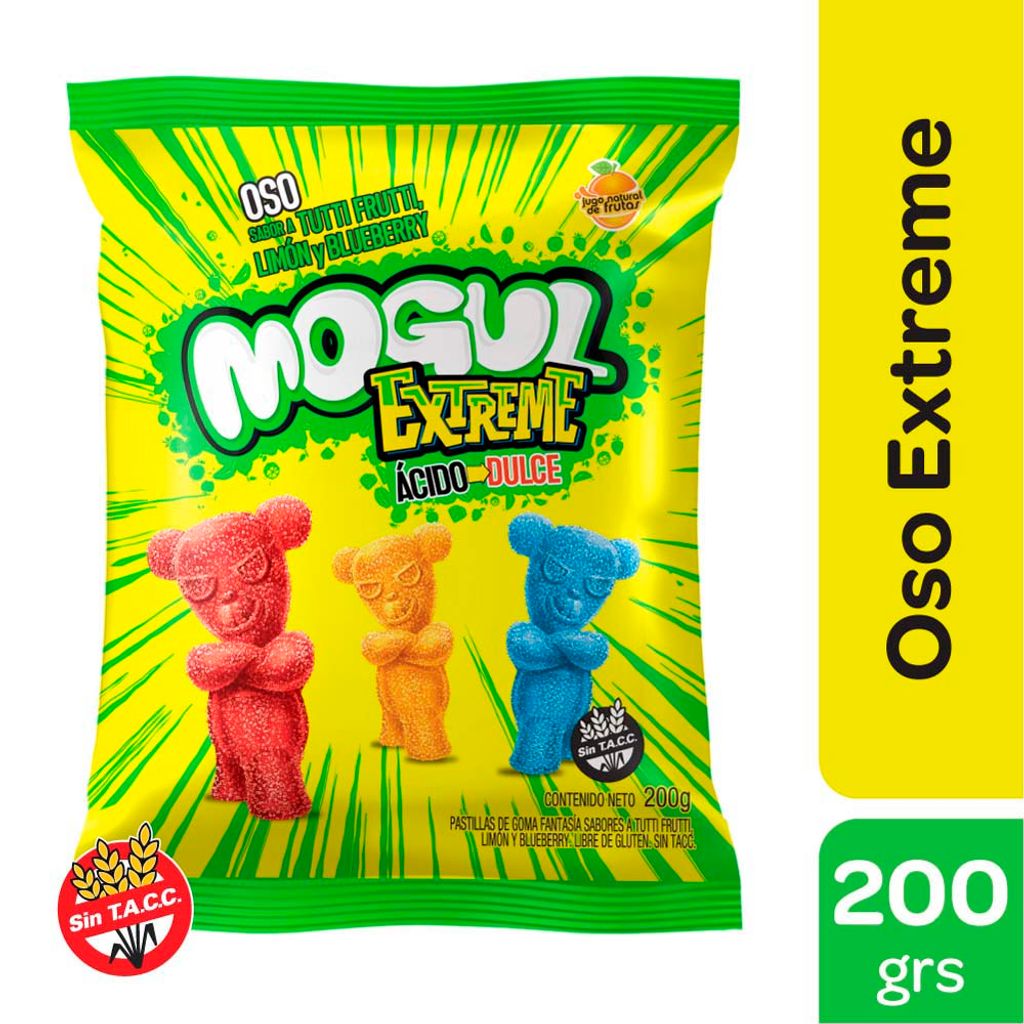 OSO
SABOR A TUTTI FRUTTI,
LIMÓN y BLUEBERRY
jugo natural
de frutas
MOGUL
EXTREME
ÁCIDO DULCE
Sin T.A.C.C.
CONTENIDO NETO 200g
PASTILLAS DE GOMA FANTASÍA SABORES A TUTTI FRUTTI,
LIMÓN Y BLUEBERRY. LIBRE DE GLUTEN. SIN TACC.
Sin T.A.C.C.
Oso Extreme
200
grs